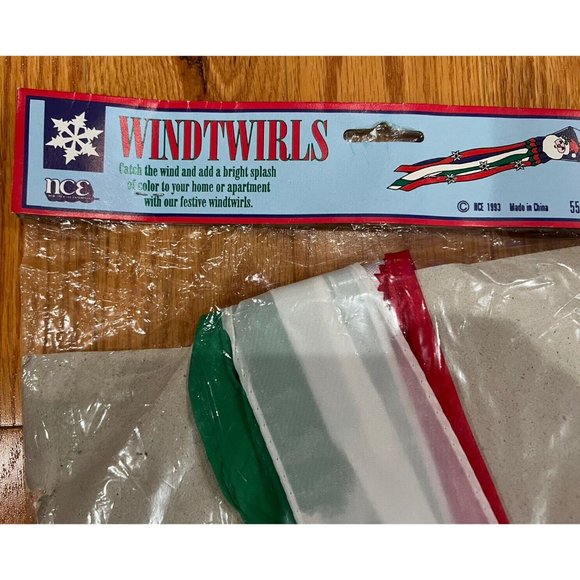 WINDTWIRLS
Catch the wind and add a bright splash
of color to your home or apartment
with our festive windtwirls.
nce
© NCE 1993 Made in China 55